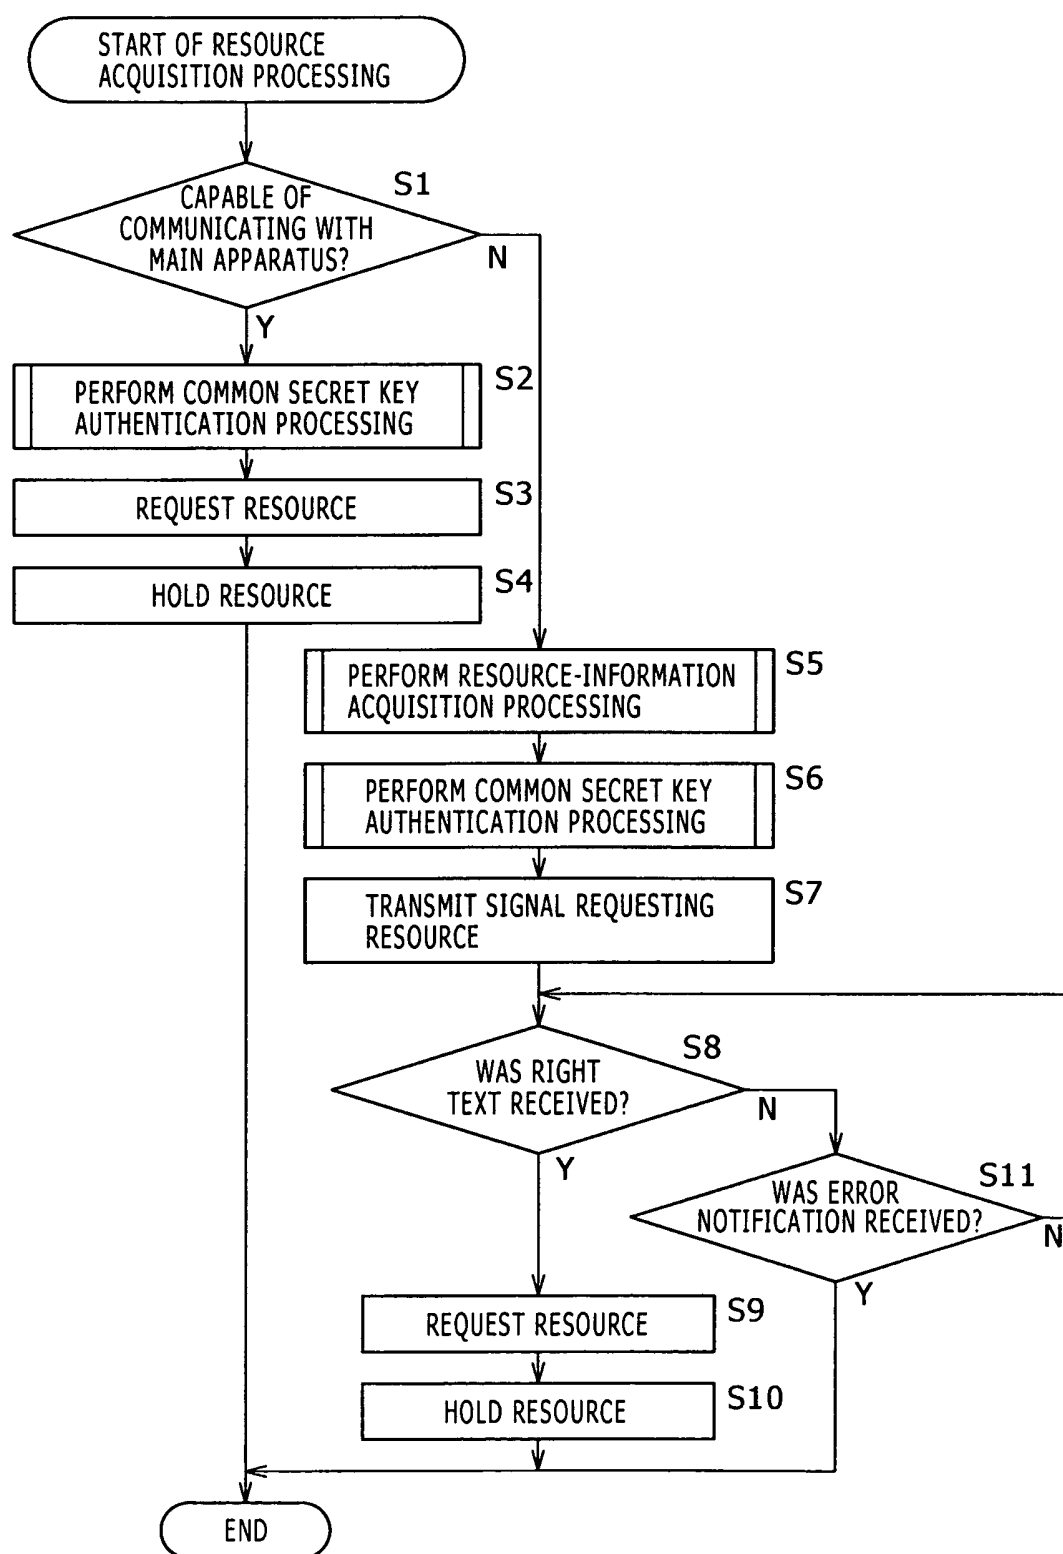 START OF RESOURCE
ACQUISITION PROCESSING
S1
CAPABLE OF
COMMUNICATING WITH
MAIN APPARATUS?
N
Y
S2
PERFORM COMMON SECRET KEY
AUTHENTICATION PROCESSING
S3
REQUEST RESOURCE
S4
HOLD RESOURCE
S5
PERFORM RESOURCE-INFORMATION
ACQUISITION PROCESSING
S6
PERFORM COMMON SECRET KEY
AUTHENTICATION PROCESSING
S7
TRANSMIT SIGNAL REQUESTING
RESOURCE
S8
WAS RIGHT
TEXT RECEIVED?
N
Y
S11
WAS ERROR
NOTIFICATION RECEIVED?
N
Y
S9
REQUEST RESOURCE
S10
HOLD RESOURCE
END